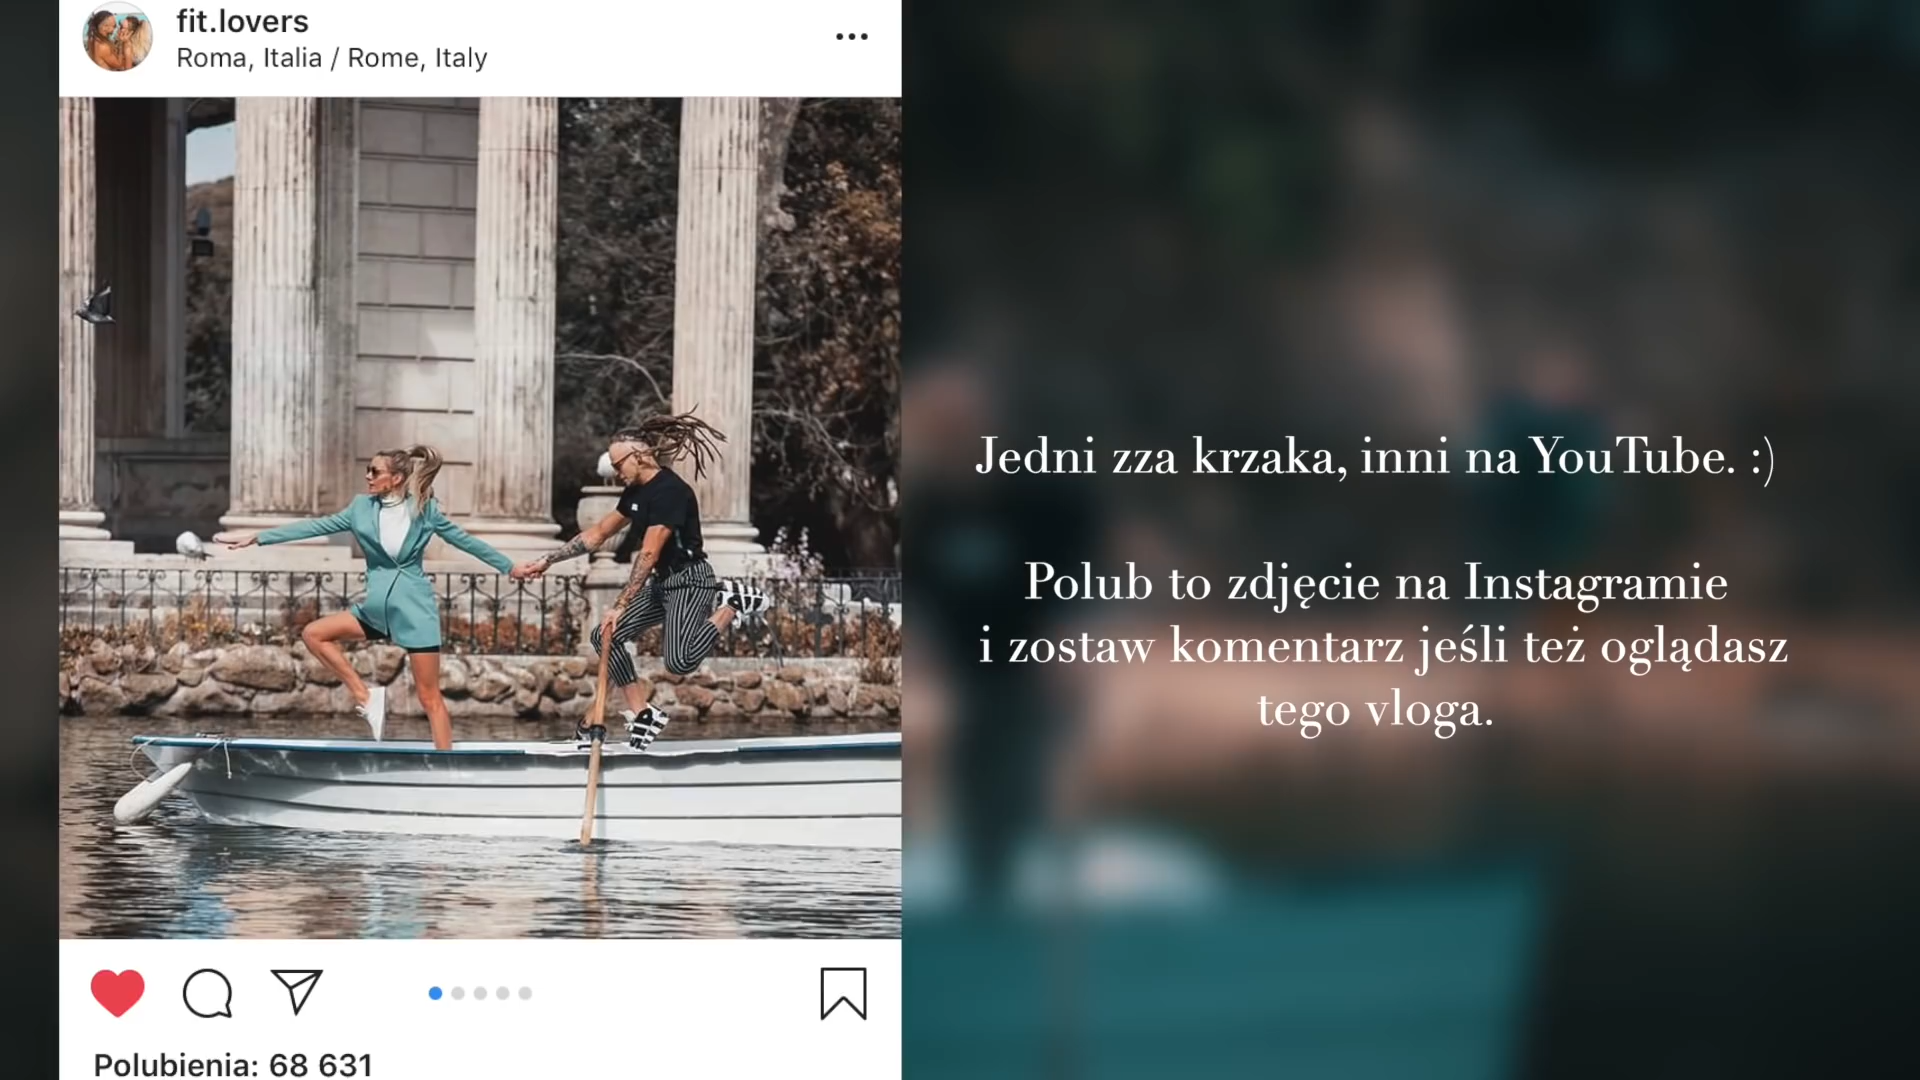 fit.lovers
Roma, Italia / Rome, Italy
Polubienia: 68 631
Jedni zza krzaka, inni na YouTube. :)
Polub to zdjęcie na Instagramie
i zostaw komentarz jeśli też oglądasz
tego vloga.